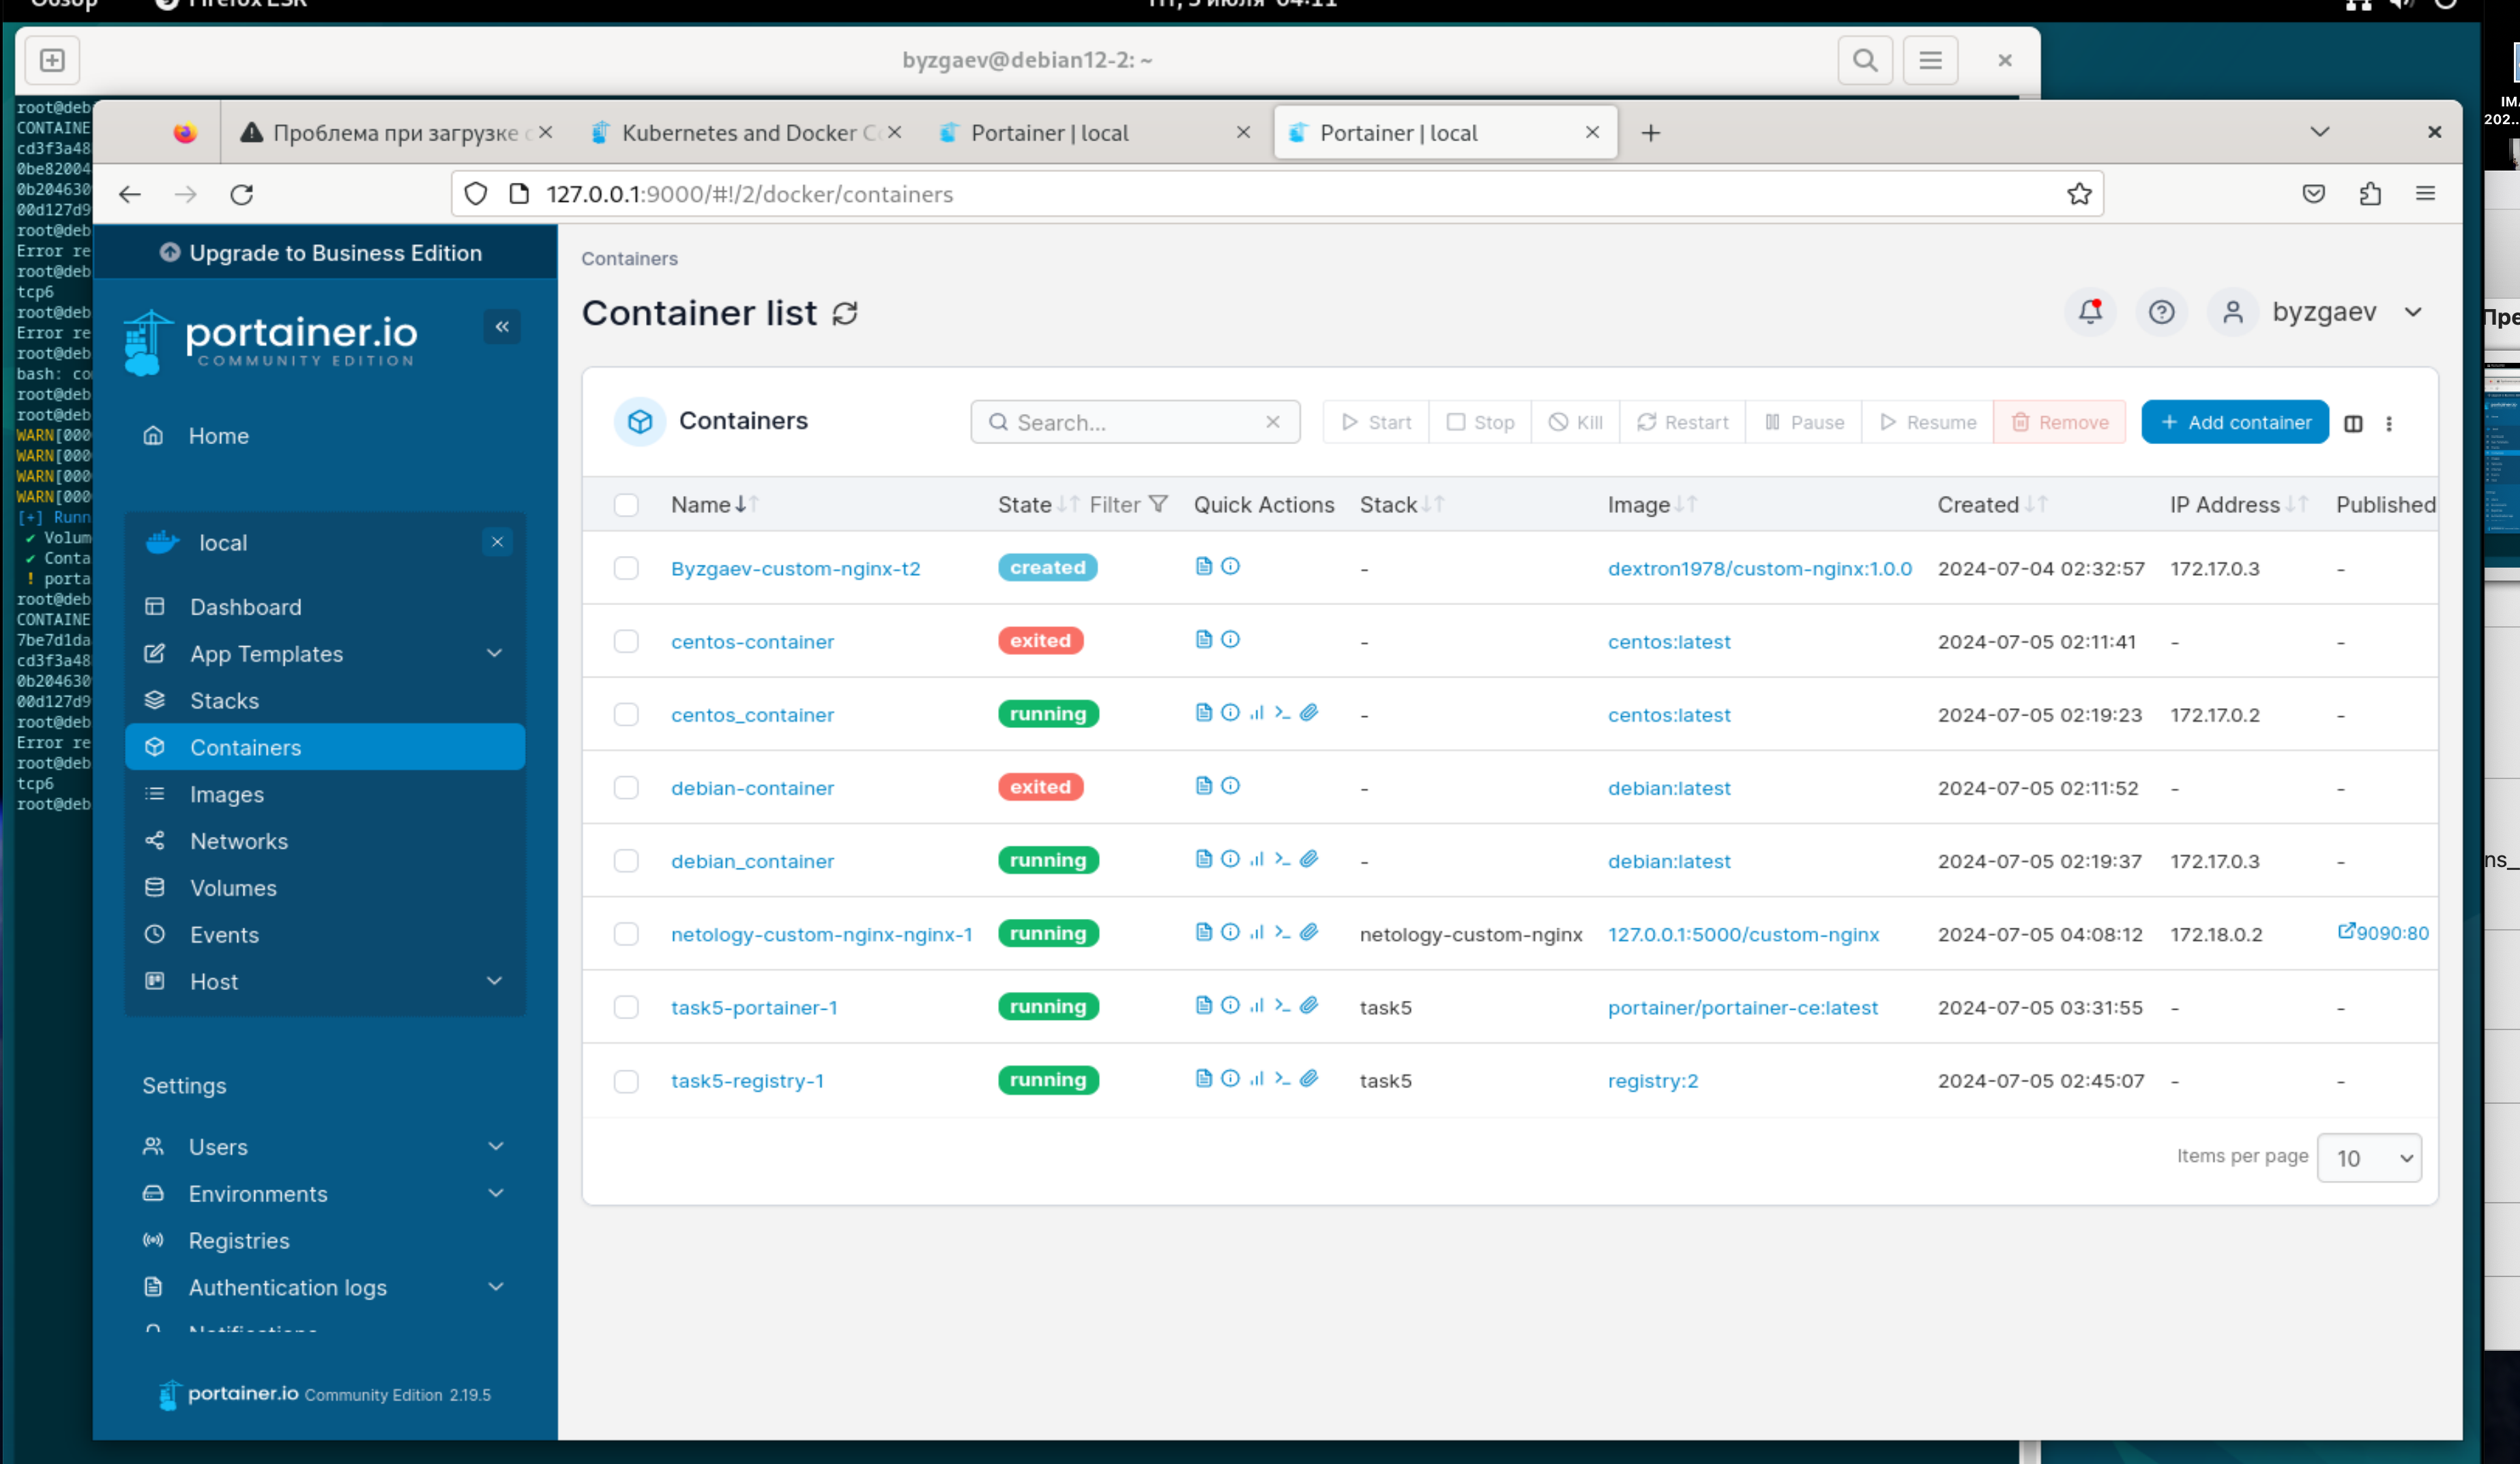 Обзор Firefox ESR ПТ, 5 июля 04:11
byzgaev@debian12-2: ~
root@deb
CONTAINE
cd3f3a48
0be82004
0b204630
00d127d9
root@deb
Error re
root@deb
tcp6
root@deb
Error re
root@deb
bash: co
root@deb
root@deb
WARN[000
WARN[000
WARN[000
WARN[000
[+] Runn
✔ Volum
✔ Conta
! porta
root@deb
CONTAINE
7be7d1da
cd3f3a48
0b204630
00d127d9
root@deb
Error re
root@deb
tcp6
root@deb
Проблема при загрузке Kubernetes and Docker Portainer | local Portainer | local
127.0.0.1:9000/#!/2/docker/containers
Upgrade to Business Edition
portainer.io
COMMUNITY EDITION
Home
local
Dashboard
App Templates
Stacks
Containers
Images
Networks
Volumes
Events
Host
Settings
Users
Environments
Registries
Authentication logs
Notifications
portainer.io Community Edition 2.19.5
Containers
Container list
byzgaev
Containers Search... Start Stop Kill Restart Pause Resume Remove + Add container
Name State Filter Quick Actions Stack Image Created IP Address Published
Byzgaev-custom-nginx-t2 created - dextron1978/custom-nginx:1.0.0 2024-07-04 02:32:57 172.17.0.3 -
centos-container exited - centos:latest 2024-07-05 02:11:41 - -
centos_container running - centos:latest 2024-07-05 02:19:23 172.17.0.2 -
debian-container exited - debian:latest 2024-07-05 02:11:52 - -
debian_container running - debian:latest 2024-07-05 02:19:37 172.17.0.3 -
netology-custom-nginx-nginx-1 running netology-custom-nginx 127.0.0.1:5000/custom-nginx 2024-07-05 04:08:12 172.18.0.2 9090:80
task5-portainer-1 running task5 portainer/portainer-ce:latest 2024-07-05 03:31:55 - -
task5-registry-1 running task5 registry:2 2024-07-05 02:45:07 - -
Items per page 10
202...
Пре
ns_